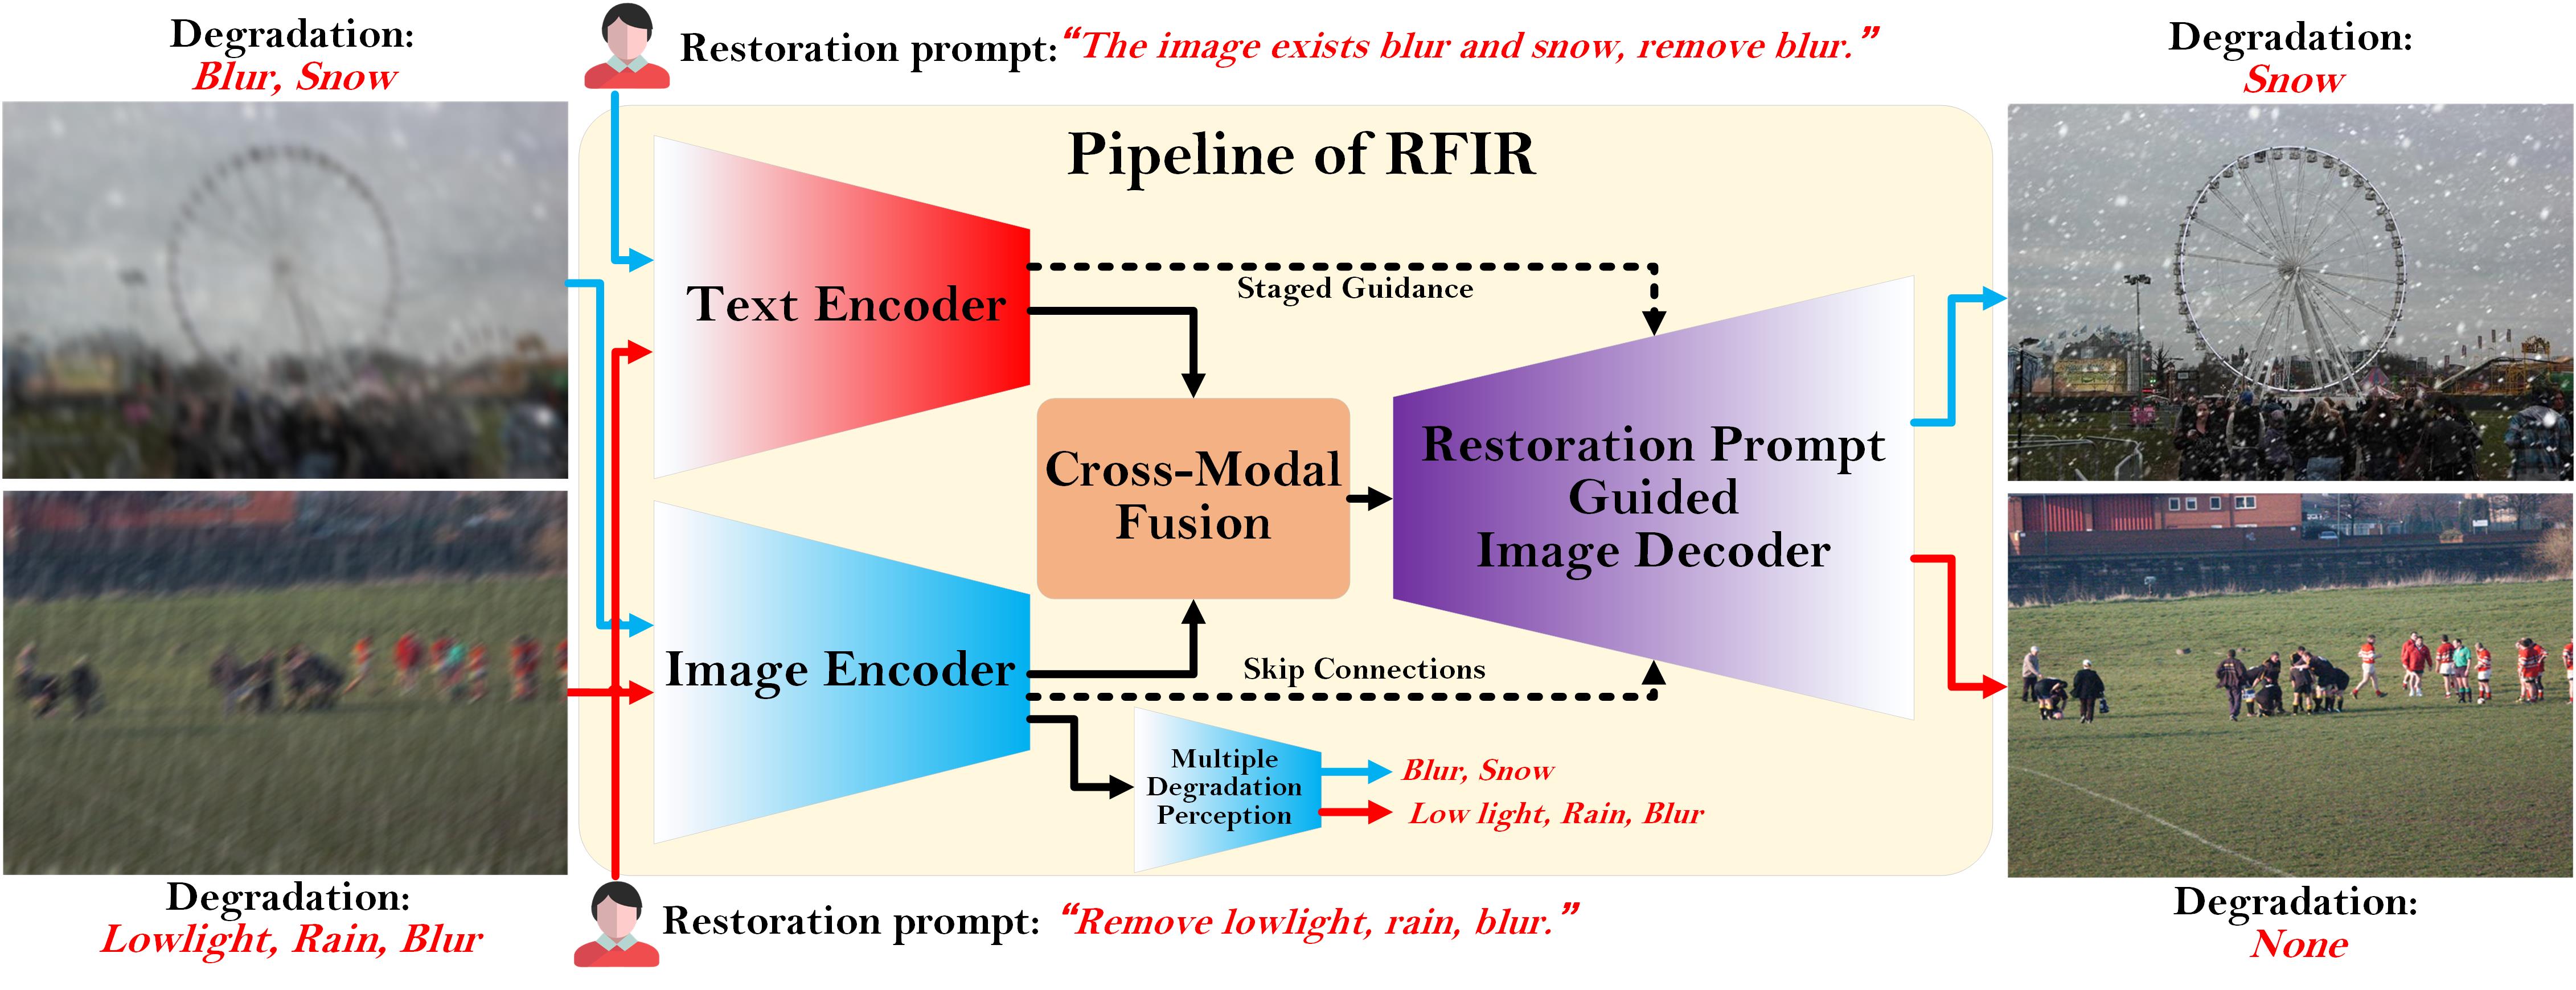 Degradation:
Blur, Snow
Restoration prompt: “The image exists blur and snow, remove blur.”
Degradation:
Snow
Pipeline of RFIR
Text Encoder
Staged Guidance
Cross-Modal
Fusion
Restoration Prompt
Guided
Image Decoder
Image Encoder
Skip Connections
Multiple
Degradation
Perception
Blur, Snow
Low light, Rain, Blur
Degradation:
Lowlight, Rain, Blur
Restoration prompt: “Remove lowlight, rain, blur.”
Degradation:
None